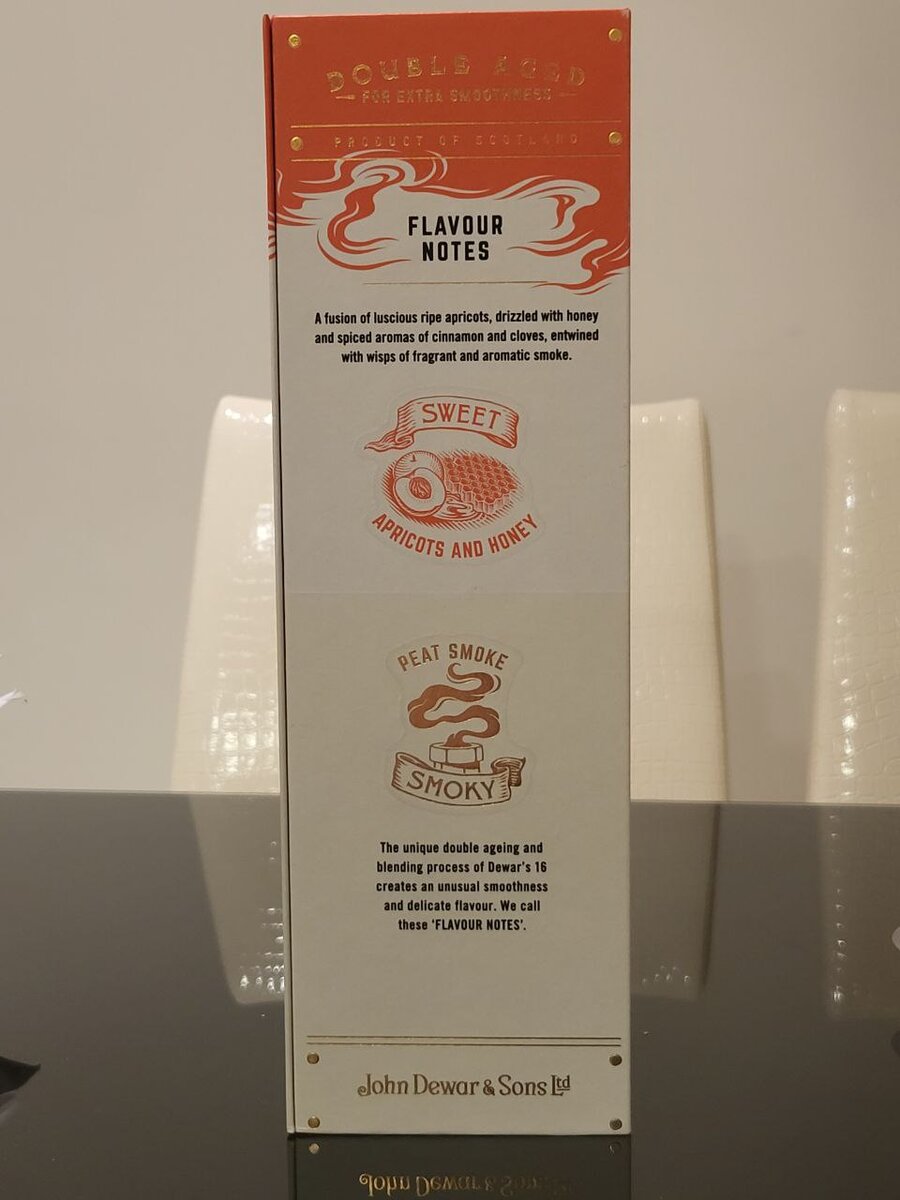 DOUBLE AGED
FOR EXTRA SMOOTHNESS
PRODUCT OF SCOTLAND
FLAVOUR
NOTES
A fusion of luscious ripe apricots, drizzled with honey
and spiced aromas of cinnamon and cloves, entwined
with wisps of fragrant and aromatic smoke.
SWEET
APRICOTS AND HONEY
PEAT SMOKE
SMOKY
The unique double ageing and
blending process of Dewar's 16
creates an unusual smoothness
and delicate flavour. We call
these 'FLAVOUR NOTES'.
John Dewar & Sons Ltd